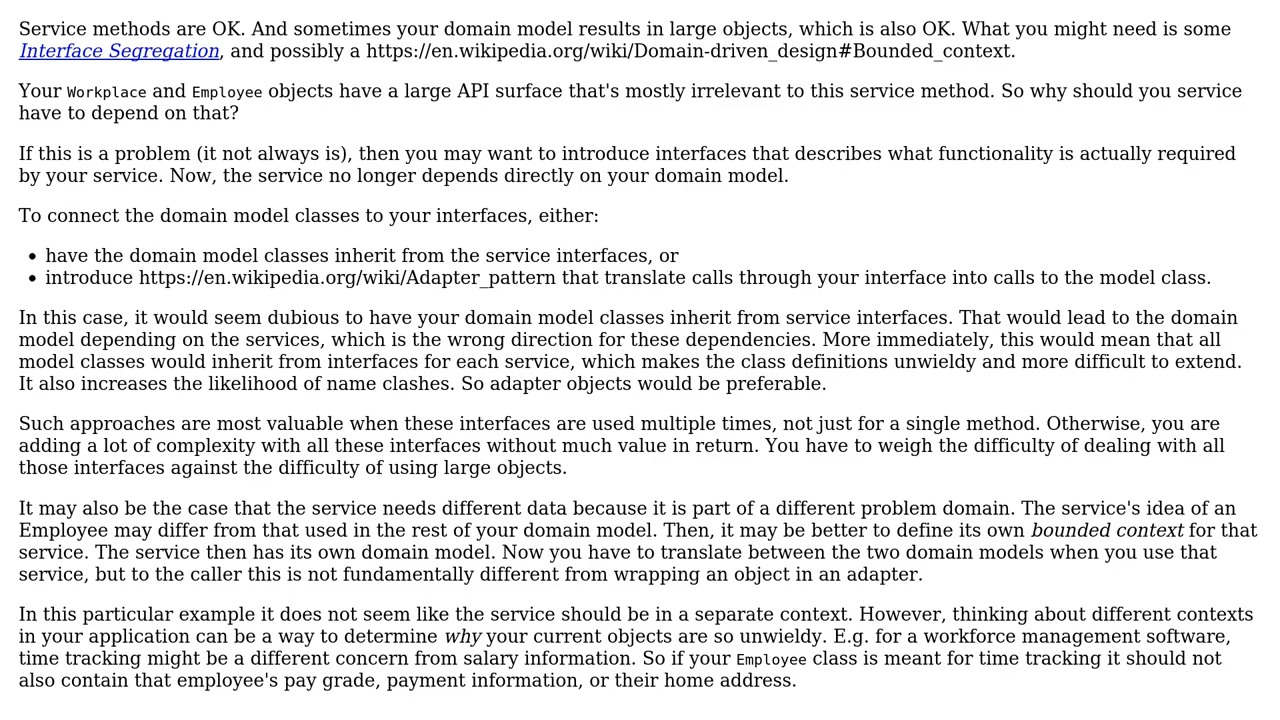 Service methods are OK. And sometimes your domain model results in large objects, which is also OK. What you might need is some
Interface Segregation, and possibly a https://en.wikipedia.org/wiki/Domain-driven_design#Bounded_context.
Your Workplace and Employee objects have a large API surface that's mostly irrelevant to this service method. So why should you service
have to depend on that?
If this is a problem (it not always is), then you may want to introduce interfaces that describes what functionality is actually required
by your service. Now, the service no longer depends directly on your domain model.
To connect the domain model classes to your interfaces, either:
• have the domain model classes inherit from the service interfaces, or
• introduce https://en.wikipedia.org/wiki/Adapter_pattern that translate calls through your interface into calls to the model class.
In this case, it would seem dubious to have your domain model classes inherit from service interfaces. That would lead to the domain
model depending on the services, which is the wrong direction for these dependencies. More immediately, this would mean that all
model classes would inherit from interfaces for each service, which makes the class definitions unwieldy and more difficult to extend.
It also increases the likelihood of name clashes. So adapter objects would be preferable.
Such approaches are most valuable when these interfaces are used multiple times, not just for a single method. Otherwise, you are
adding a lot of complexity with all these interfaces without much value in return. You have to weigh the difficulty of dealing with all
those interfaces against the difficulty of using large objects.
It may also be the case that the service needs different data because it is part of a different problem domain. The service's idea of an
Employee may differ from that used in the rest of your domain model. Then, it may be better to define its own bounded context for that
service. The service then has its own domain model. Now you have to translate between the two domain models when you use that
service, but to the caller this is not fundamentally different from wrapping an object in an adapter.
In this particular example it does not seem like the service should be in a separate context. However, thinking about different contexts
in your application can be a way to determine why your current objects are so unwieldy. E.g. for a workforce management software,
time tracking might be a different concern from salary information. So if your Employee class is meant for time tracking it should not
also contain that employee's pay grade, payment information, or their home address.